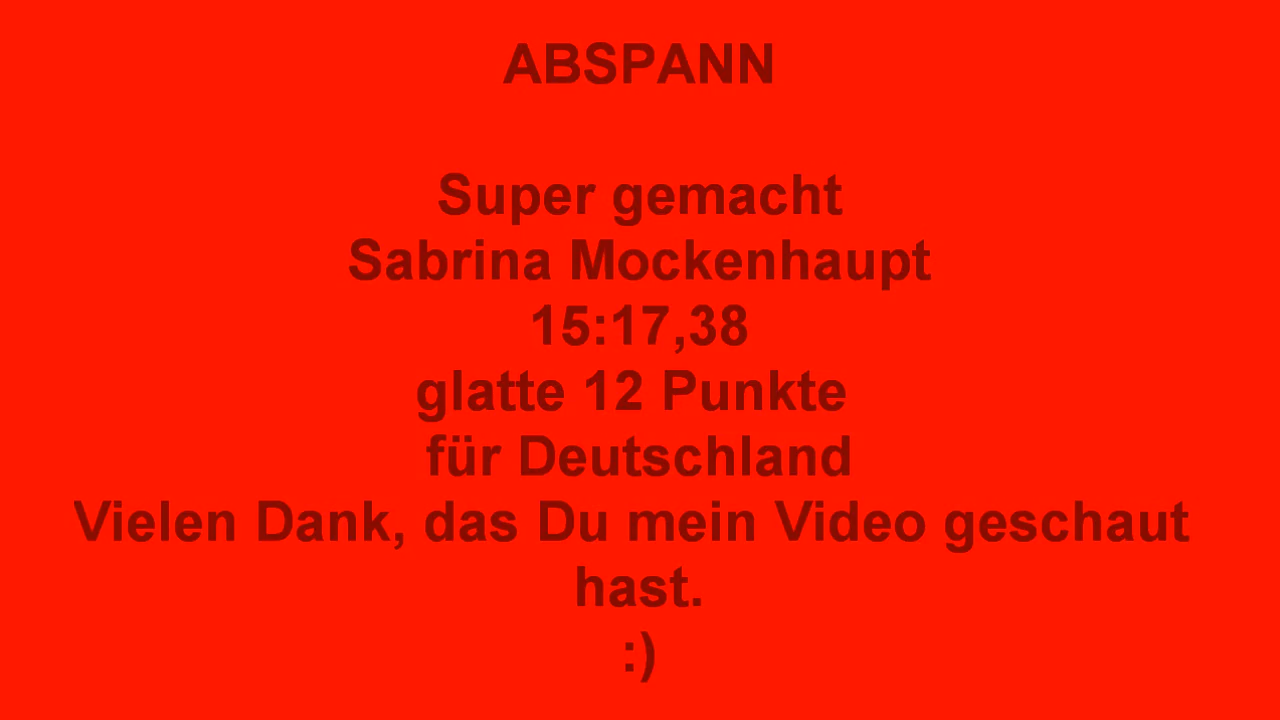 ABSPANN
Super gemacht
Sabrina Mockenhaupt
15:17,38
glatte 12 Punkte
für Deutschland
Vielen Dank, das Du mein Video geschaut
hast.
:)